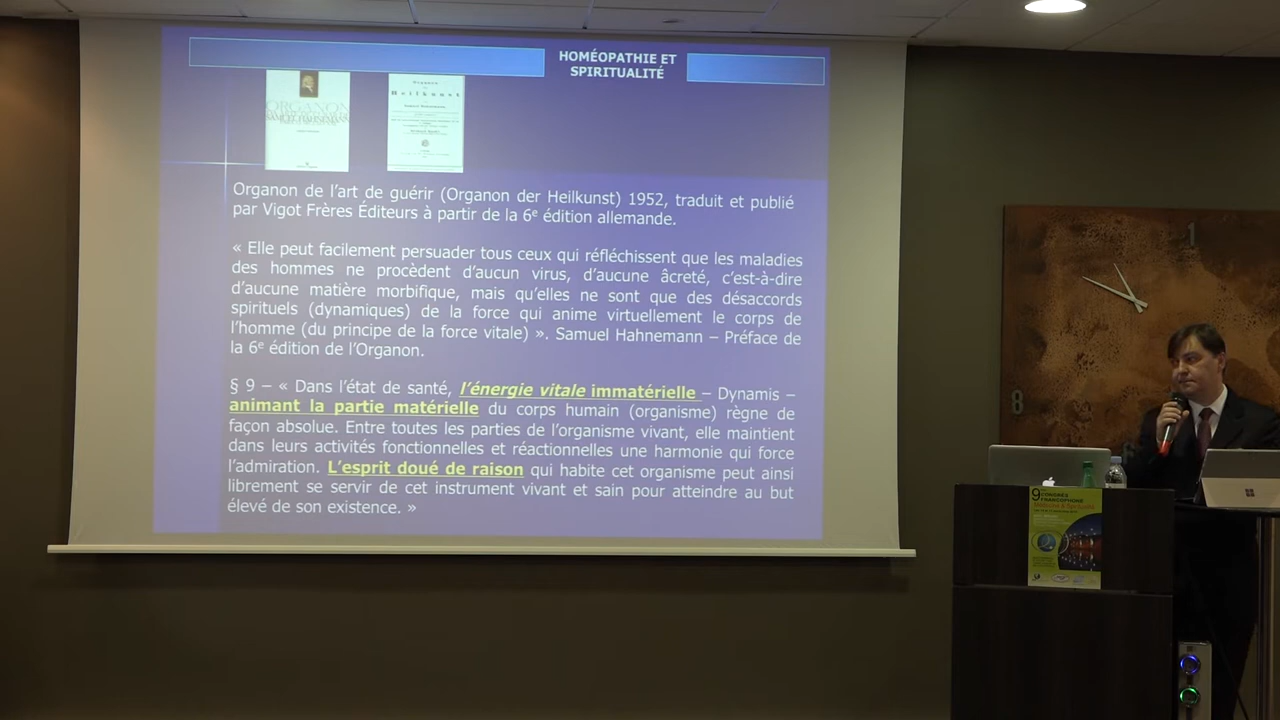 HOMÉOPATHIE ET
SPIRITUALITÉ
ORGANON
SAMUEL HAHNEMANN
Organon
Heilkunst
Organon de l'art de guérir (Organon der Heilkunst) 1952, traduit et publié
par Vigot Frères Éditeurs à partir de la 6e édition allemande.
« Elle peut facilement persuader tous ceux qui réfléchissent que les maladies
des hommes ne procèdent d'aucun virus, d'aucune âcreté, c'est-à-dire
d'aucune matière morbifique, mais qu'elles ne sont que des désaccords
spirituels (dynamiques) de la force qui anime virtuellement le corps de
l'homme (du principe de la force vitale) ». Samuel Hahnemann – Préface de
la 6e édition de l'Organon.
§ 9 – « Dans l'état de santé, l'énergie vitale immatérielle – Dynamis –
animant la partie matérielle du corps humain (organisme) règne de
façon absolue. Entre toutes les parties de l'organisme vivant, elle maintient
dans leurs activités fonctionnelles et réactionnelles une harmonie qui force
l'admiration. L'esprit doué de raison qui habite cet organisme peut ainsi
librement se servir de cet instrument vivant et sain pour atteindre au but
élevé de son existence. »
1
8
9 CONGRÈS
FRANCOPHONE
Médecine & Spiritualité